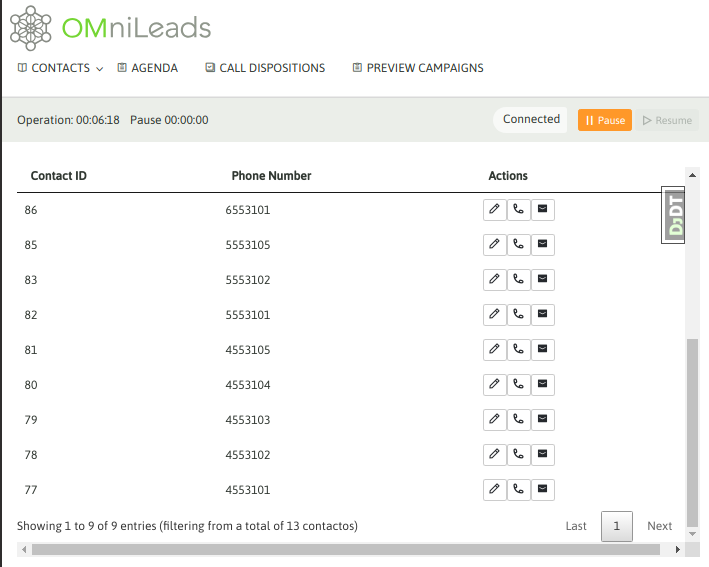 OMniLeads
CONTACTS AGENDA CALL DISPOSITIONS PREVIEW CAMPAIGNS
Operation: 00:06:18 Pause 00:00:00 Connected Pause Resume
Contact ID Phone Number Actions
DJDT
86 6553101
85 5553105
83 5553102
82 5553101
81 4553105
80 4553104
79 4553103
78 4553102
77 4553101
Showing 1 to 9 of 9 entries (filtering from a total of 13 contactos) Last 1 Next